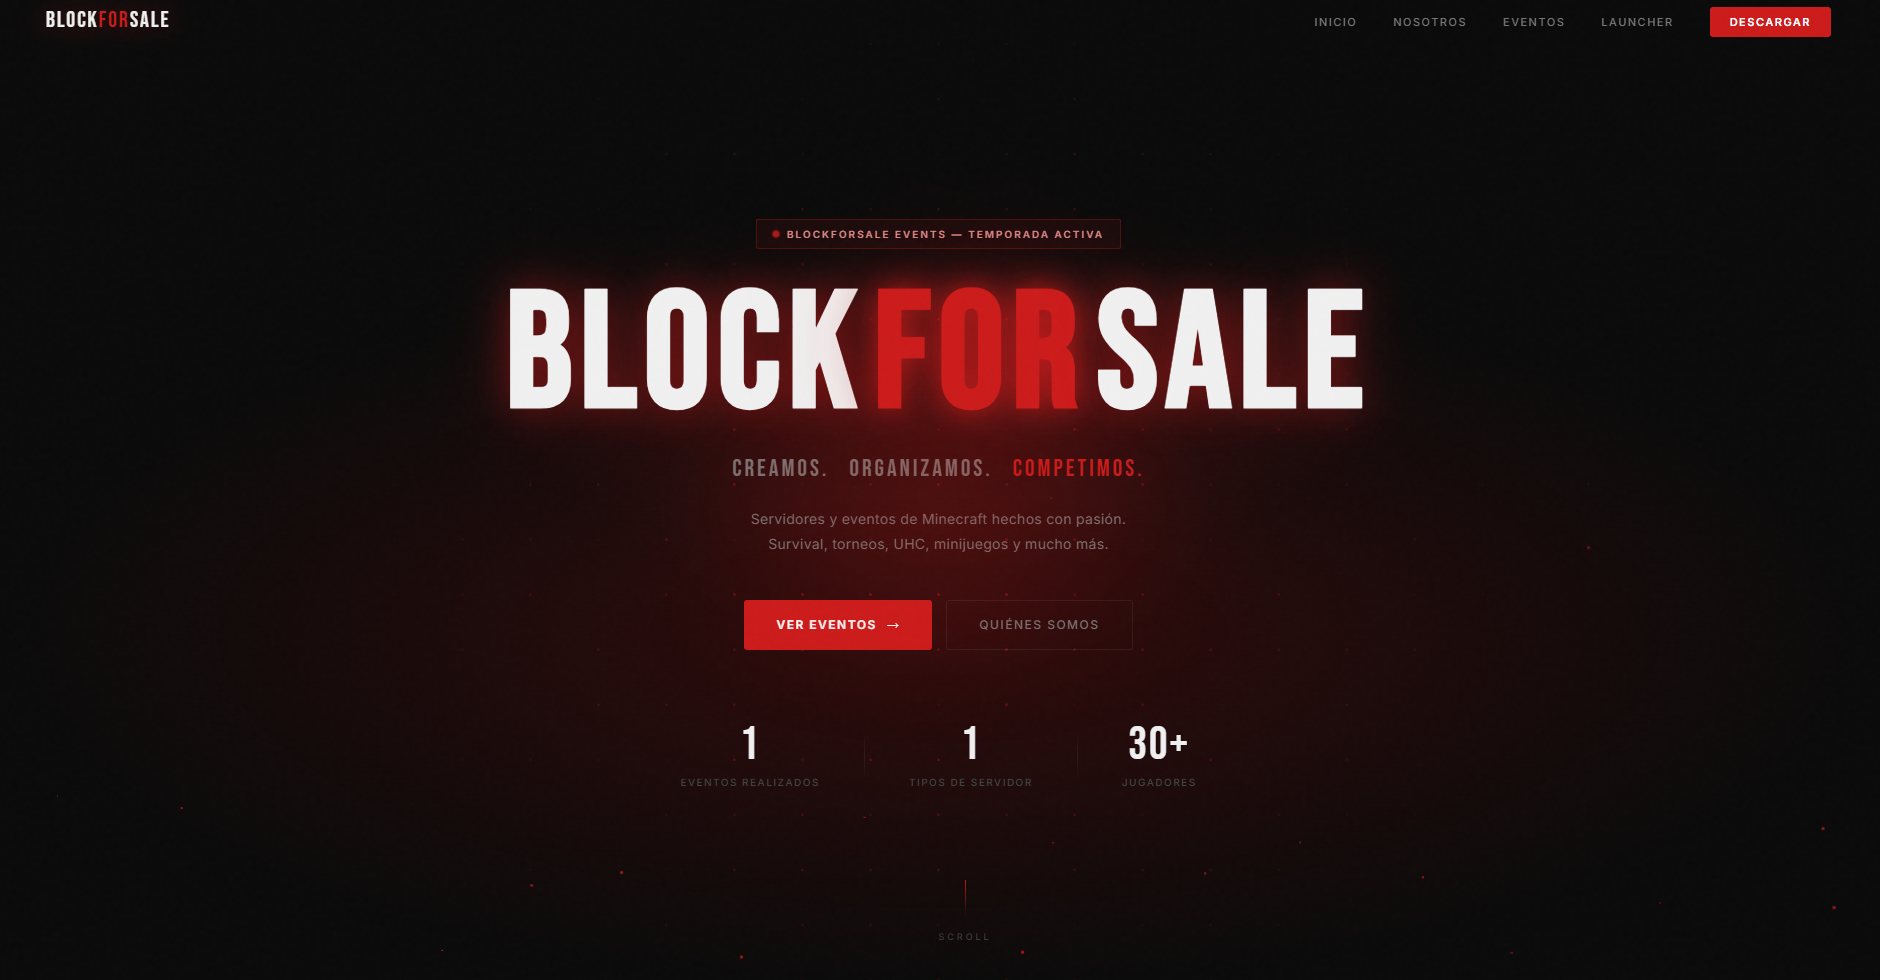 BLOCKFORSALE
INICIO NOSOTROS EVENTOS LAUNCHER DESCARGAR
BLOCKFORSALE EVENTS — TEMPORADA ACTIVA
BLOCKFORSALE
CREAMOS. ORGANIZAMOS. COMPETIMOS.
Servidores y eventos de Minecraft hechos con pasión.
Survival, torneos, UHC, minijuegos y mucho más.
VER EVENTOS → QUIÉNES SOMOS
1 1 30+
EVENTOS REALIZADOS TIPOS DE SERVIDOR JUGADORES
SCROLL